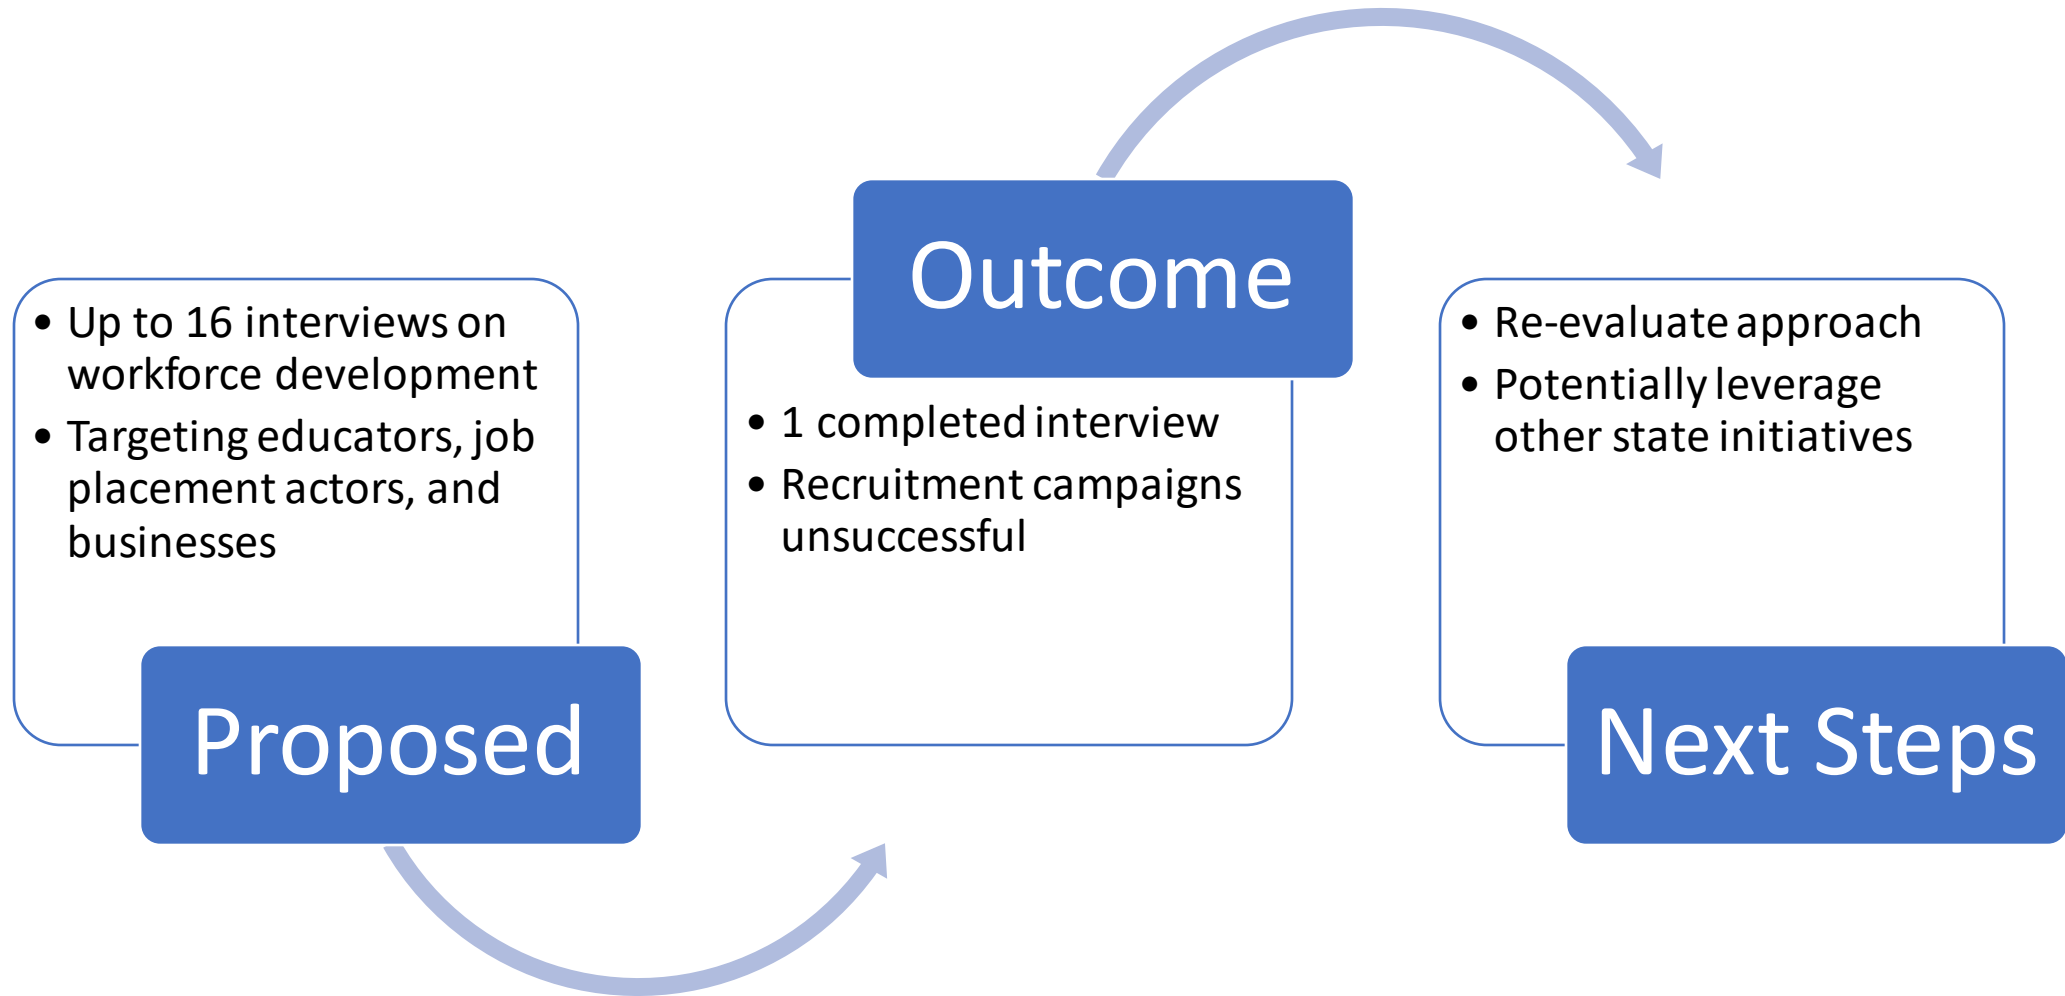 • Up to 16 interviews on
workforce development
• Targeting educators, job
placement actors, and
businesses
Proposed
Outcome
• 1 completed interview
• Recruitment campaigns
unsuccessful
• Re-evaluate approach
• Potentially leverage
other state initiatives
Next Steps